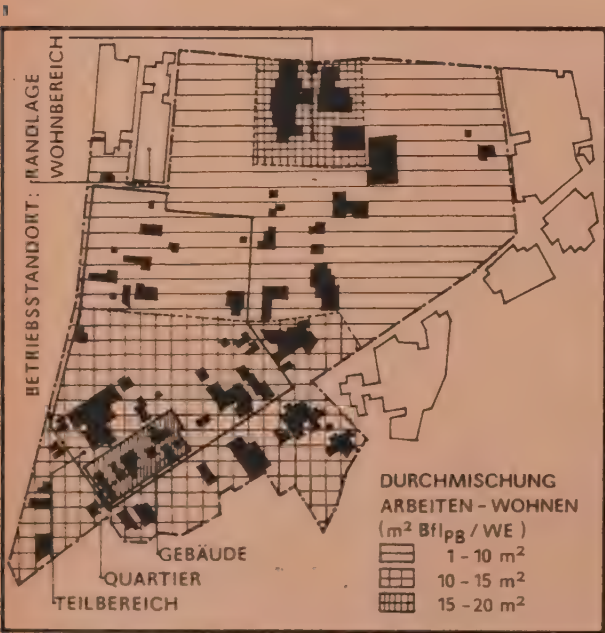 BETRIEBSSTANDORT: RANDLAGE
WOHNBEREICH
DURCHMISCHUNG
ARBEITEN - WOHNEN
(m² Bfl PB / WE)
1 - 10 m²
10 - 15 m²
15 - 20 m²
GEBÄUDE
QUARTIER
TEILBEREICH